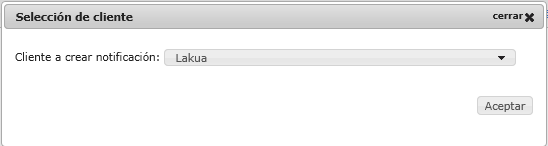 Selección de cliente cerrar
Cliente a crear notificación: Lakua
Aceptar